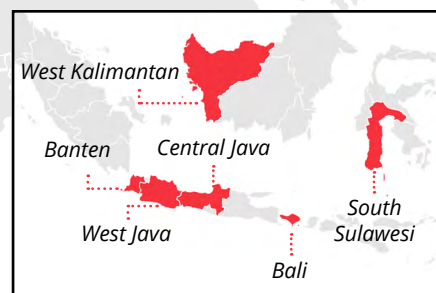 West Kalimantan
Banten
Central Java
West Java
South
Sulawesi
Bali